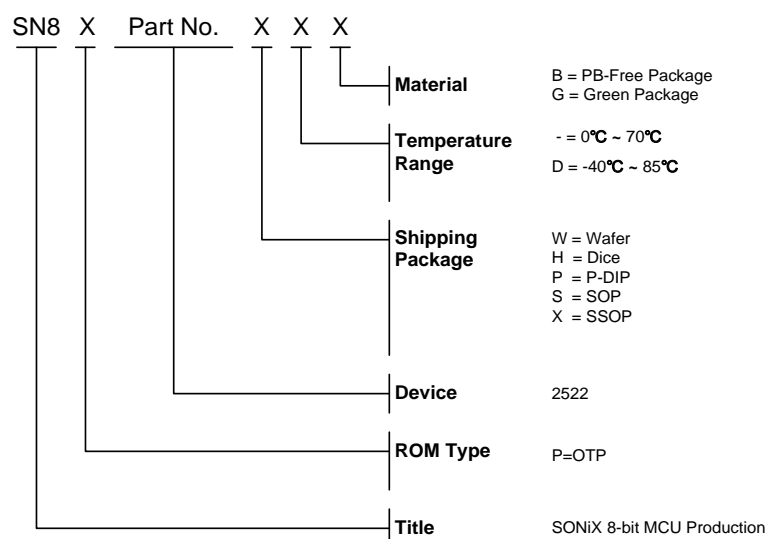 SN8 X Part No. X X X
Material B = PB-Free Package
G = Green Package
Temperature Range - = 0℃ ~ 70℃
D = -40℃ ~ 85℃
Shipping Package W = Wafer
H = Dice
P = P-DIP
S = SOP
X = SSOP
Device 2522
ROM Type P=OTP
Title SONiX 8-bit MCU Production